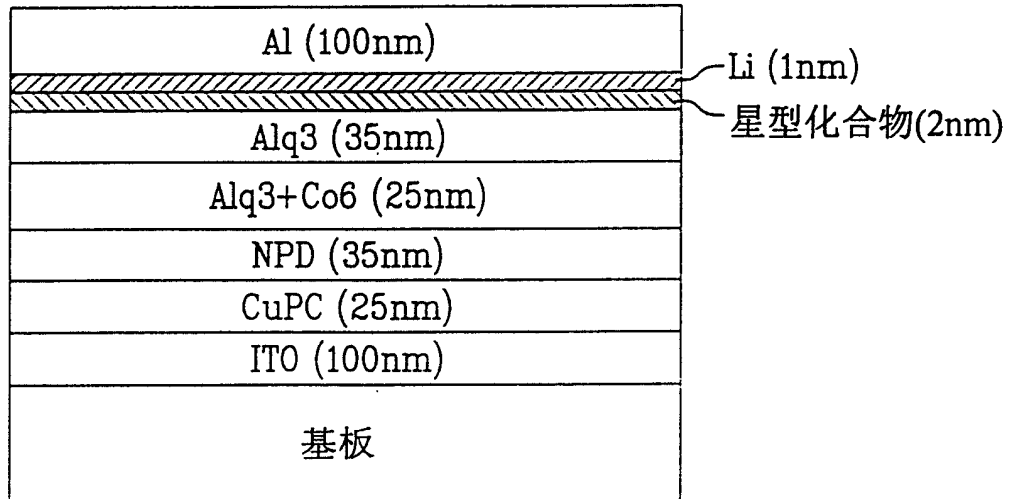 Al (100nm)
Li (1nm)
星型化合物(2nm)
Alq3 (35nm)
Alq3+Co6 (25nm)
NPD (35nm)
CuPC (25nm)
ITO (100nm)
基板